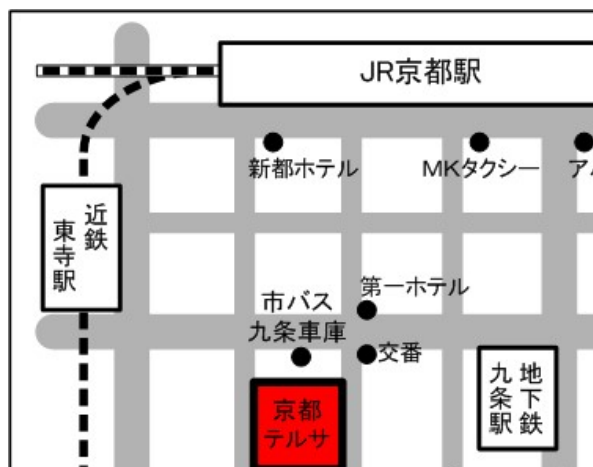 JR京都駅
新都ホテル
MKタクシー
ア
近鉄
東寺駅
第一ホテル
市バス
九条車庫
交番
地下鉄
九条駅
京都
テルサ